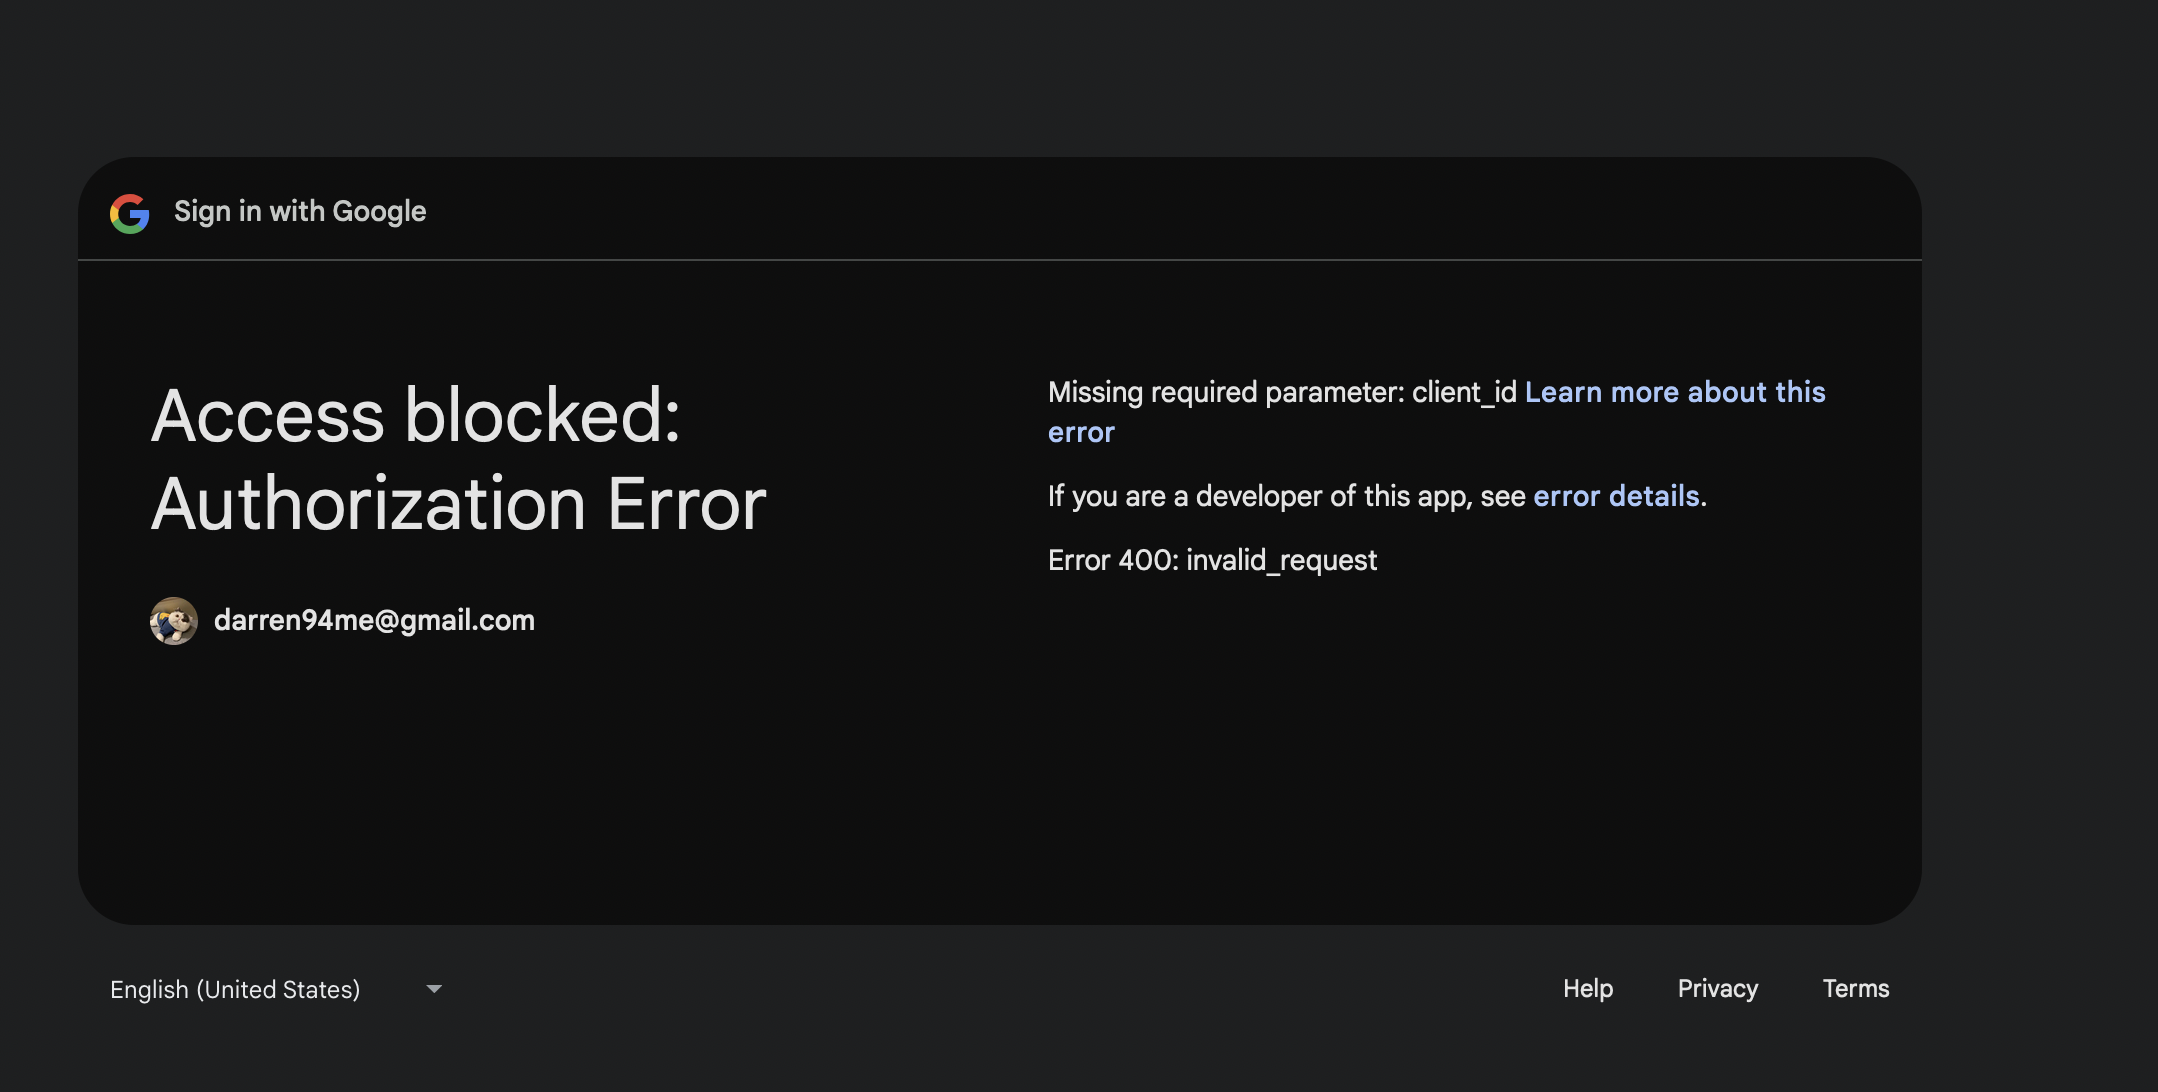 Sign in with Google
Access blocked:
Authorization Error
darren94me@gmail.com
Missing required parameter: client_id Learn more about this
error
If you are a developer of this app, see error details.
Error 400: invalid_request
English (United States)
Help Privacy Terms